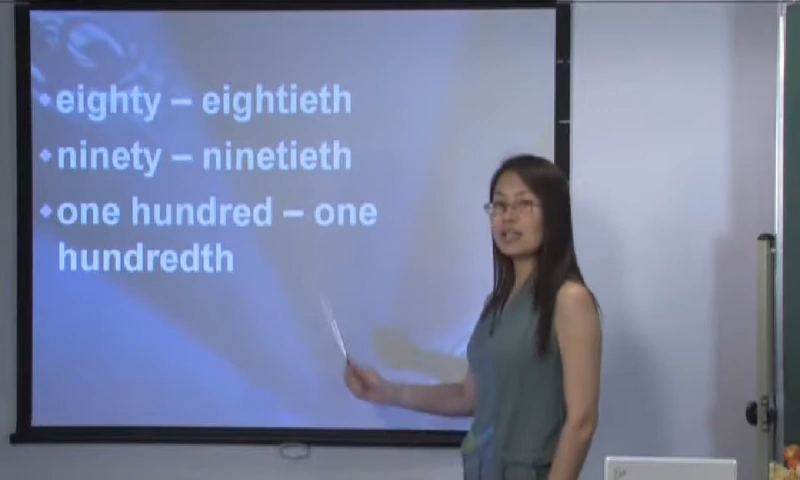 eighty – eightieth
ninety – ninetieth
one hundred – one
hundredth